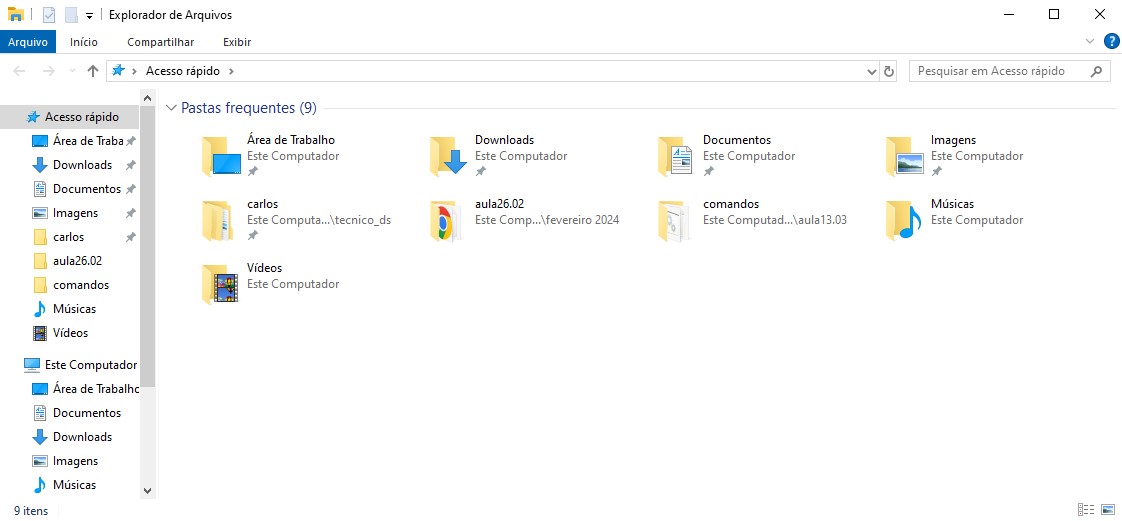 Explorador de Arquivos
Arquivo Início Compartilhar Exibir
Acesso rápido
Pesquisar em Acesso rápido
Acesso rápido
Área de Traba
Downloads
Documentos
Imagens
carlos
aula26.02
comandos
Músicas
Vídeos
Este Computador
Área de Trabalho
Documentos
Downloads
Imagens
Músicas
Pastas frequentes (9)
Área de Trabalho
Este Computador
Downloads
Este Computador
Documentos
Este Computador
Imagens
Este Computador
carlos
Este Computa...\tecnico_ds
aula26.02
Este Comp...\fevereiro 2024
comandos
Este Computad...\aula13.03
Músicas
Este Computador
Vídeos
Este Computador
9 itens